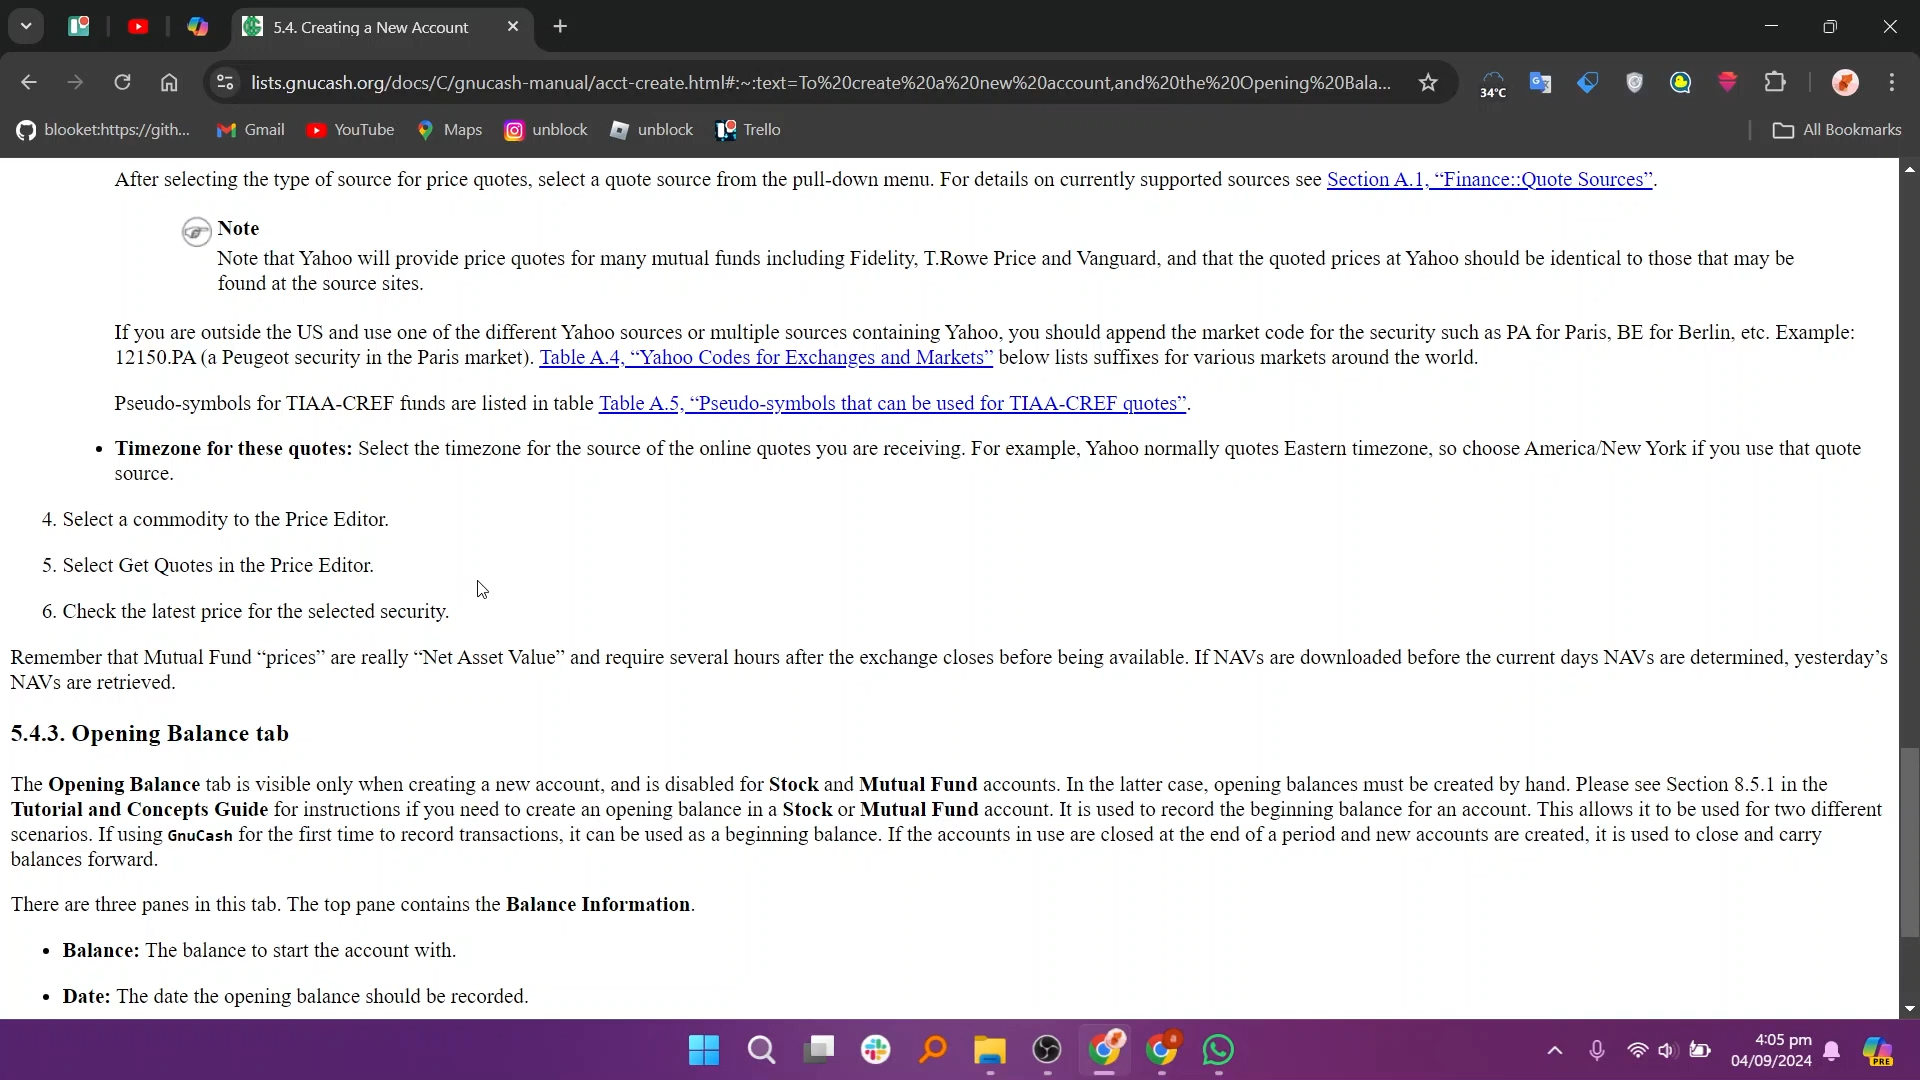 5.4. Creating a New Account
lists.gnucash.org/docs/C/gnucash-manual/acct-create.html#:~:text=To%20create%20a%20new%20account,and%20the%20Opening%20Bala...
34°C
blooket:https://gith...
Gmail
YouTube
Maps
unblock
unblock
Trello
All Bookmarks
After selecting the type of source for price quotes, select a quote source from the pull-down menu. For details on currently supported sources see Section A.1, “Finance::Quote Sources”.
Note
Note that Yahoo will provide price quotes for many mutual funds including Fidelity, T.Rowe Price and Vanguard, and that the quoted prices at Yahoo should be identical to those that may be
found at the source sites.
If you are outside the US and use one of the different Yahoo sources or multiple sources containing Yahoo, you should append the market code for the security such as PA for Paris, BE for Berlin, etc. Example:
12150.PA (a Peugeot security in the Paris market). Table A.4, “Yahoo Codes for Exchanges and Markets” below lists suffixes for various markets around the world.
Pseudo-symbols for TIAA-CREF funds are listed in table Table A.5, “Pseudo-symbols that can be used for TIAA-CREF quotes”.
• Timezone for these quotes: Select the timezone for the source of the online quotes you are receiving. For example, Yahoo normally quotes Eastern timezone, so choose America/New York if you use that quote
source.
4. Select a commodity to the Price Editor.
5. Select Get Quotes in the Price Editor.
6. Check the latest price for the selected security.
Remember that Mutual Fund “prices” are really “Net Asset Value” and require several hours after the exchange closes before being available. If NAVs are downloaded before the current days NAVs are determined, yesterday’s
NAVs are retrieved.
5.4.3. Opening Balance tab
The Opening Balance tab is visible only when creating a new account, and is disabled for Stock and Mutual Fund accounts. In the latter case, opening balances must be created by hand. Please see Section 8.5.1 in the
Tutorial and Concepts Guide for instructions if you need to create an opening balance in a Stock or Mutual Fund account. It is used to record the beginning balance for an account. This allows it to be used for two different
scenarios. If using GnuCash for the first time to record transactions, it can be used as a beginning balance. If the accounts in use are closed at the end of a period and new accounts are created, it is used to close and carry
balances forward.
There are three panes in this tab. The top pane contains the Balance Information.
• Balance: The balance to start the account with.
• Date: The date the opening balance should be recorded.
4:05 pm
04/09/2024
PRE